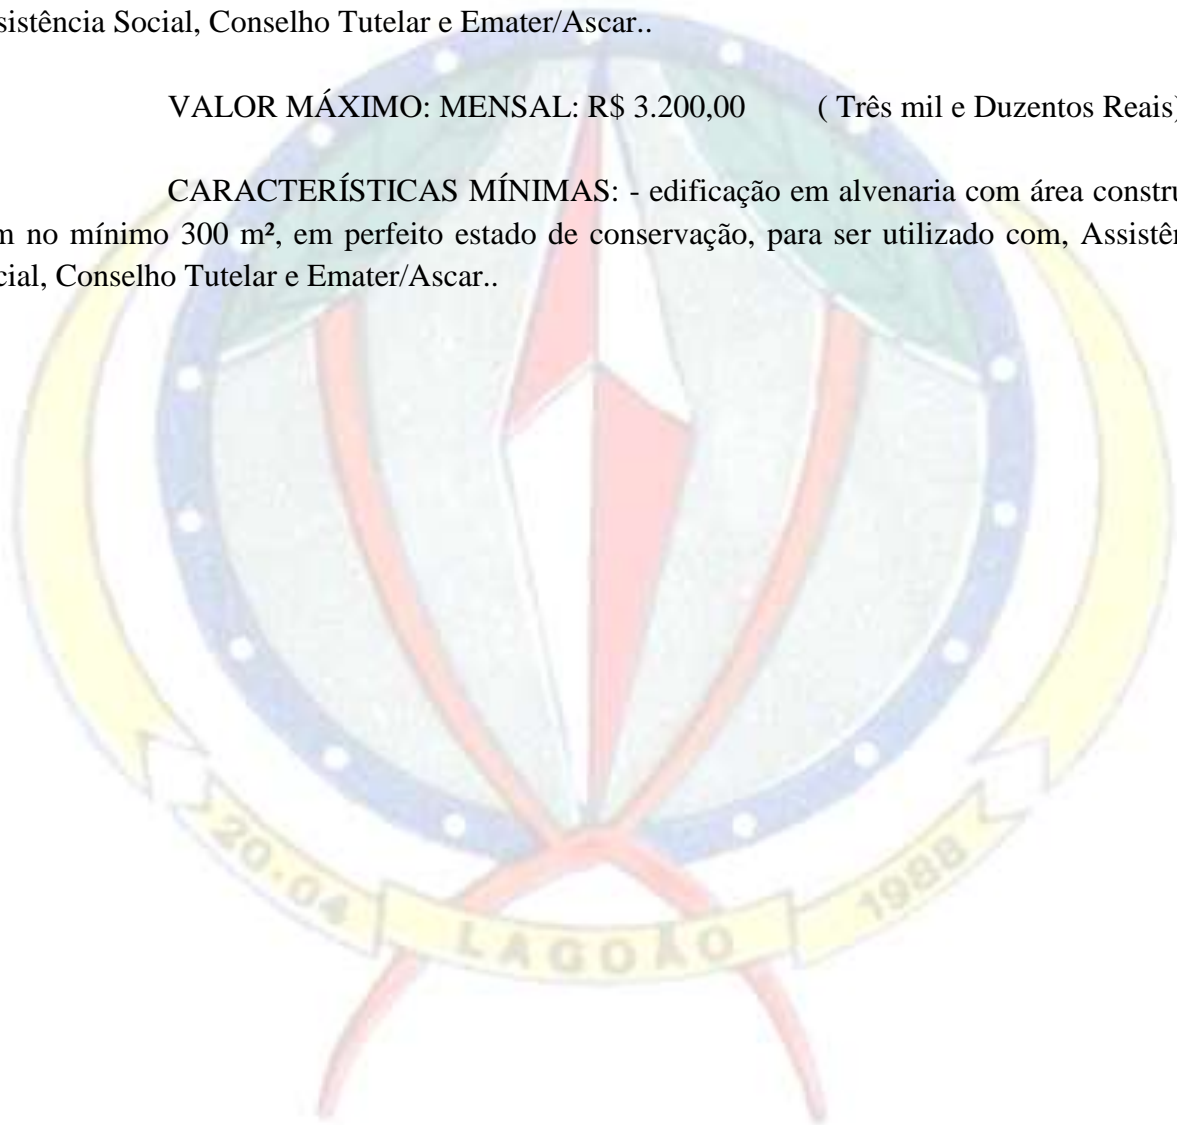 sistência Social, Conselho Tutelar e Emater/Ascar..
VALOR MÁXIMO: MENSAL: R$ 3.200,00 ( Três mil e Duzentos Reais)
CARACTERÍSTICAS MÍNIMAS: - edificação em alvenaria com área constru
m no mínimo 300 m², em perfeito estado de conservação, para ser utilizado com, Assistên
cial, Conselho Tutelar e Emater/Ascar..
20.04
LAGOÃO
1988